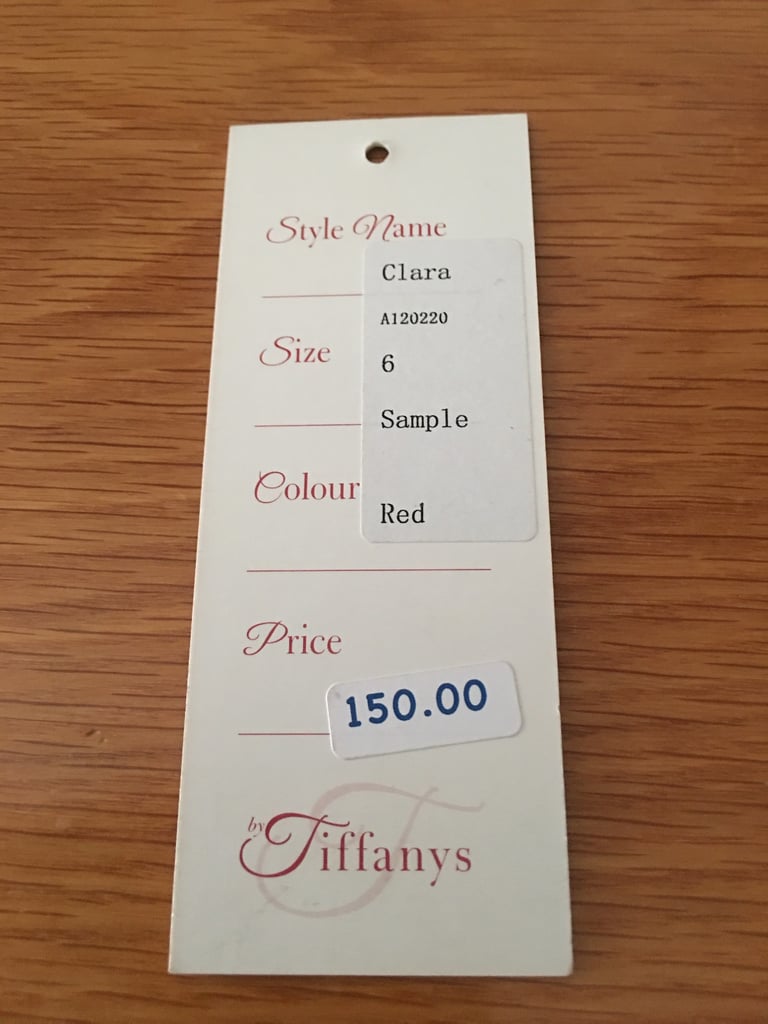 Style Name
Clara
A120220
Size
6
Sample
Colour
Red
Price
150.00
by Tiffanys